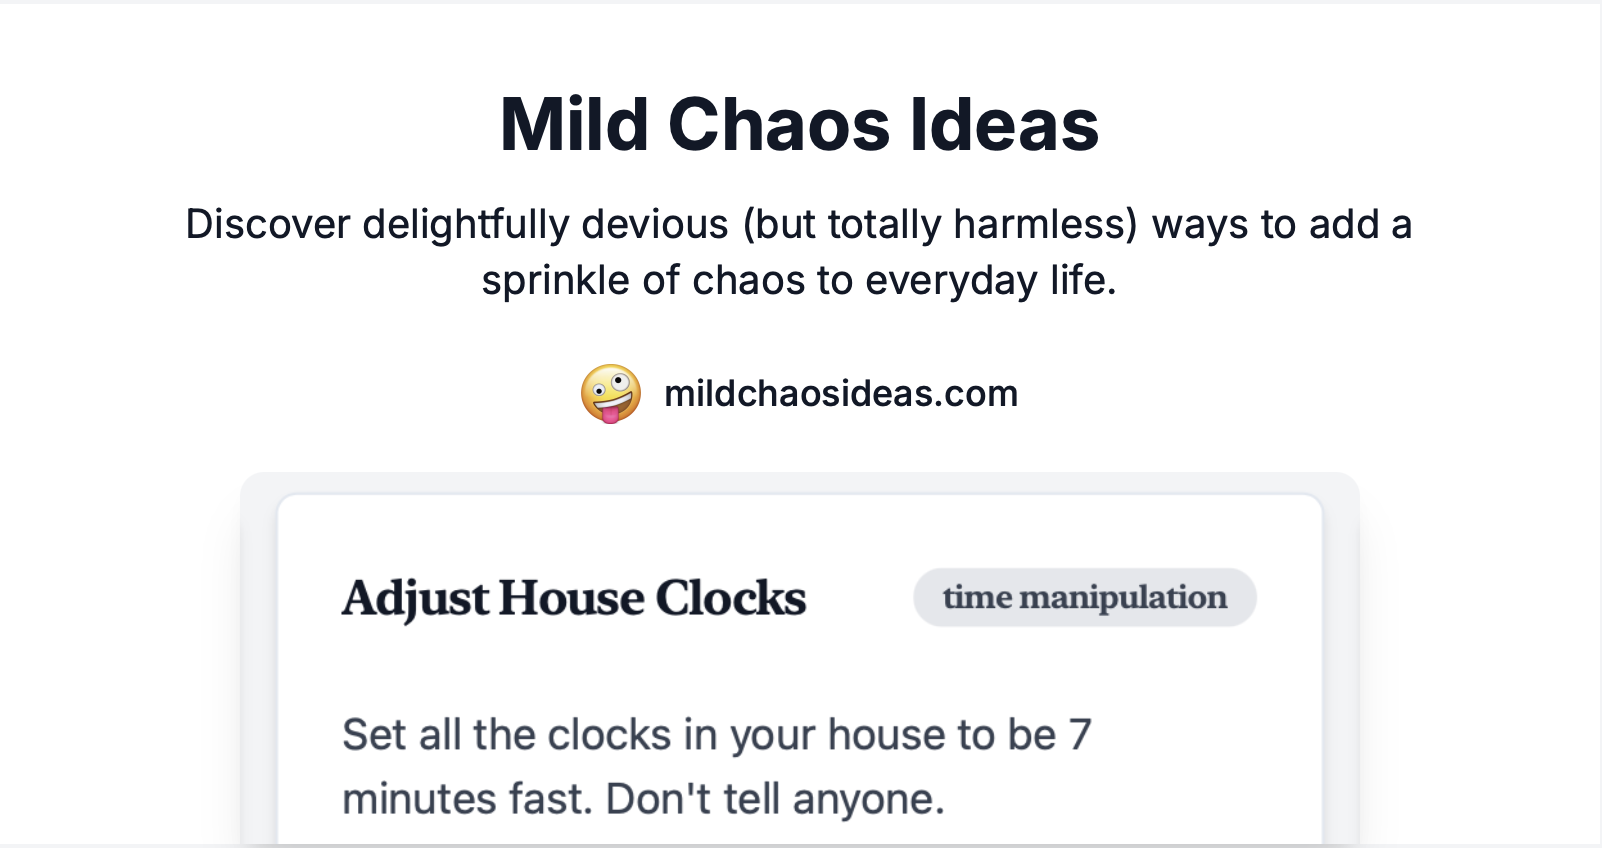 Mild Chaos Ideas
Discover delightfully devious (but totally harmless) ways to add a
sprinkle of chaos to everyday life.
mildchaosideas.com
Adjust House Clocks
time manipulation
Set all the clocks in your house to be 7
minutes fast. Don't tell anyone.